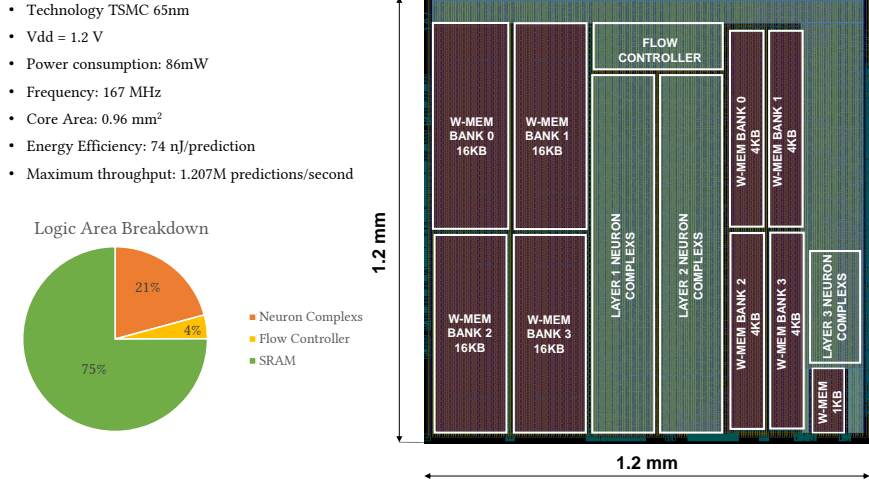 • Technology TSMC 65nm
• Vdd = 1.2 V
• Power consumption: 86mW
• Frequency: 167 MHz
• Core Area: 0.96 mm²
• Energy Efficiency: 74 nJ/prediction
• Maximum throughput: 1.207M predictions/second
Logic Area Breakdown
21%
4%
75%
Neuron Complexs
Flow Controller
SRAM
1.2 mm
W-MEM
BANK 0
16KB
W-MEM
BANK 1
16KB
W-MEM
BANK 2
16KB
W-MEM
BANK 3
16KB
FLOW
CONTROLLER
LAYER 1 NEURON
COMPLEXS
LAYER 2 NEURON
COMPLEXS
W-MEM BANK 0
4KB
W-MEM BANK 1
4KB
W-MEM BANK 2
4KB
W-MEM BANK 3
4KB
LAYER 3 NEURON
COMPLEXS
W-MEM
1KB
1.2 mm